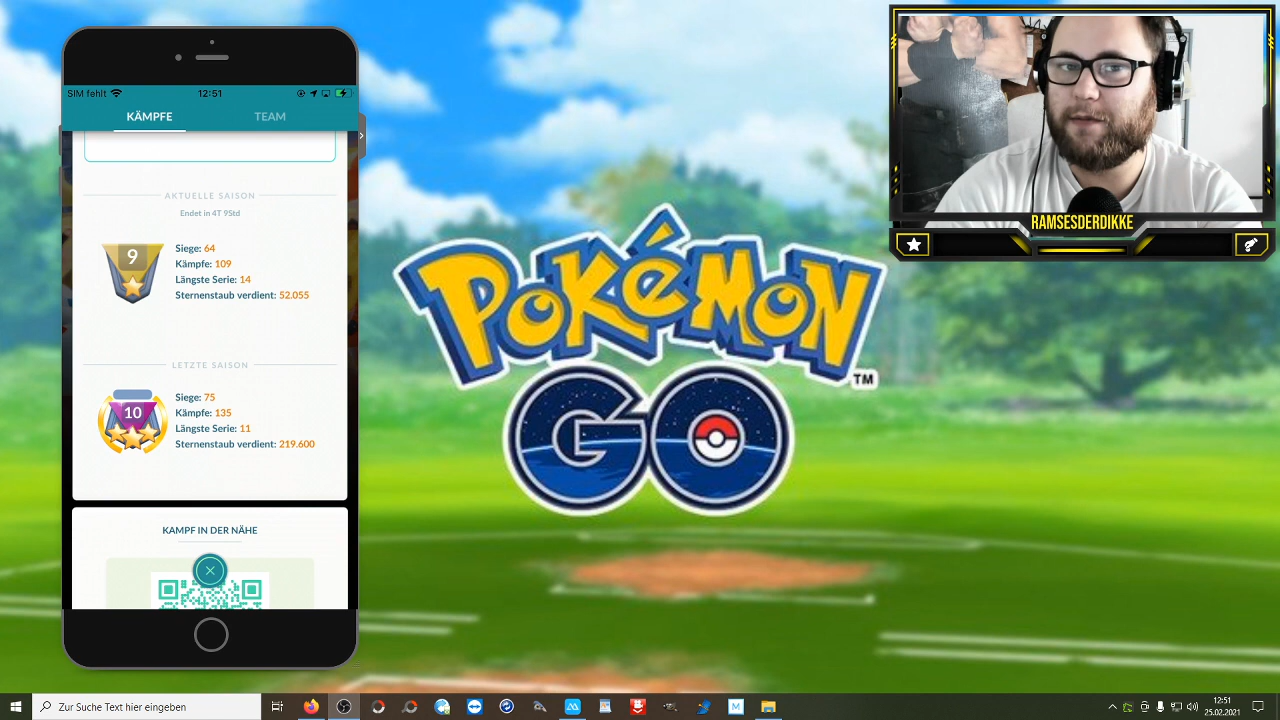 SIM fehlt
12:51
KÄMPFE
TEAM
AKTUELLE SAISON
Endet in 4T 9Std
9
Siege: 64
Kämpfe: 109
Längste Serie: 14
Sternenstaub verdient: 52.055
LETZTE SAISON
10
Siege: 75
Kämpfe: 135
Längste Serie: 11
Sternenstaub verdient: 219.600
KAMPF IN DER NÄHE
POKÉMON
TM
GO
RAMSESDERDIKKE
Zur Suche Text hier eingeben
M
12:51
25.02.2021